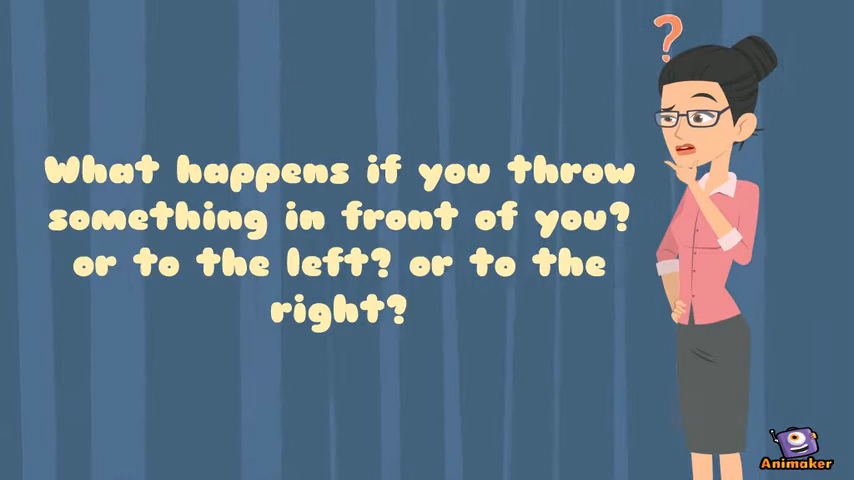 ?
What happens if you throw
something in front of you?
or to the left? or to the
right?
Animaker